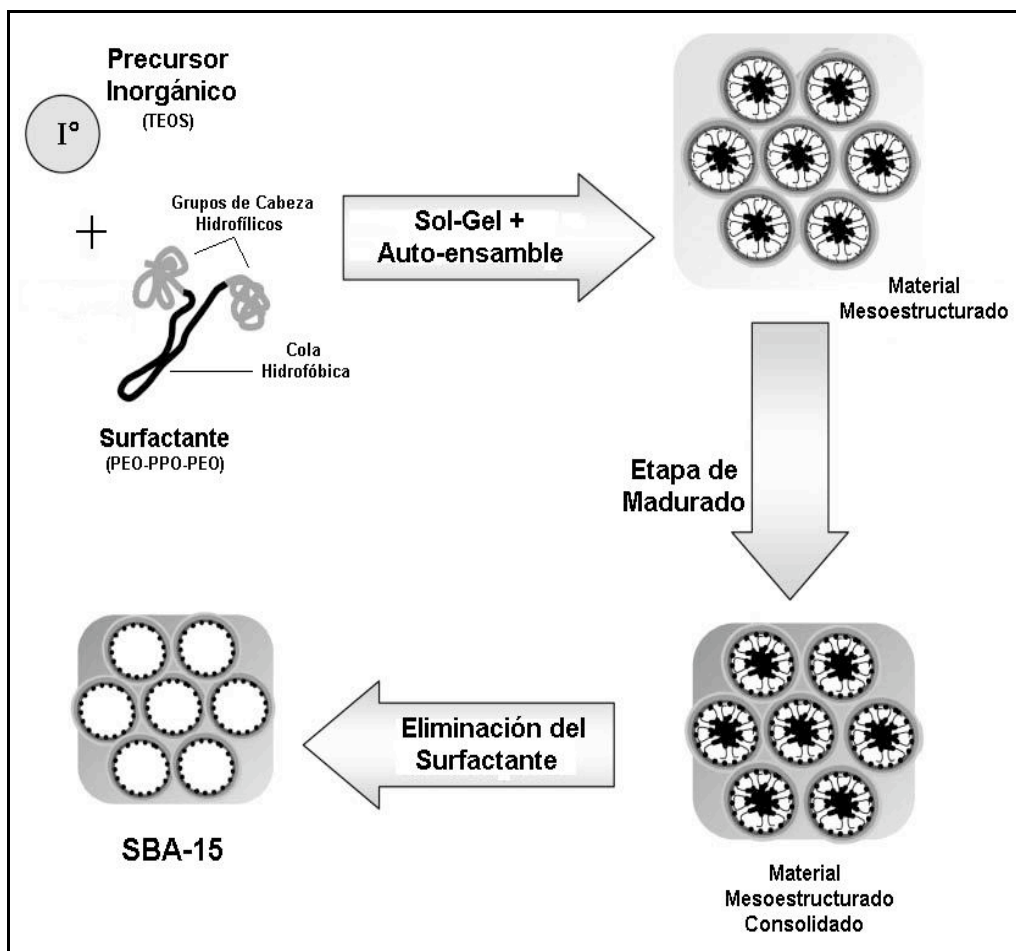 Precursor
Inorgánico
(TEOS)
I°
+
Grupos de Cabeza
Hidrofílicos
Cola
Hidrofóbica
Surfactante
(PEO-PPO-PEO)
Sol-Gel +
Auto-ensamble
Material
Mesoestructurado
Etapa de
Madurado
Material
Mesoestructurado
Consolidado
Eliminación del
Surfactante
SBA-15